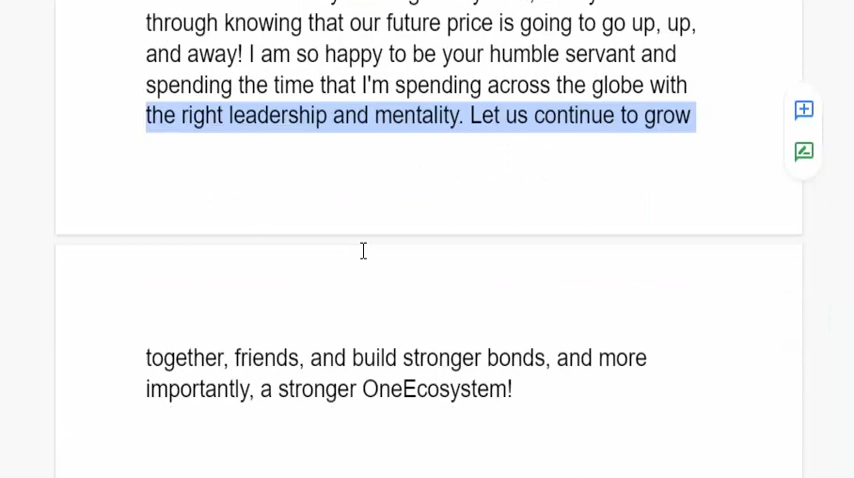 through knowing that our future price is going to go up, up,
and away! I am so happy to be your humble servant and
spending the time that I'm spending across the globe with
the right leadership and mentality. Let us continue to grow
together, friends, and build stronger bonds, and more
importantly, a stronger OneEcosystem!